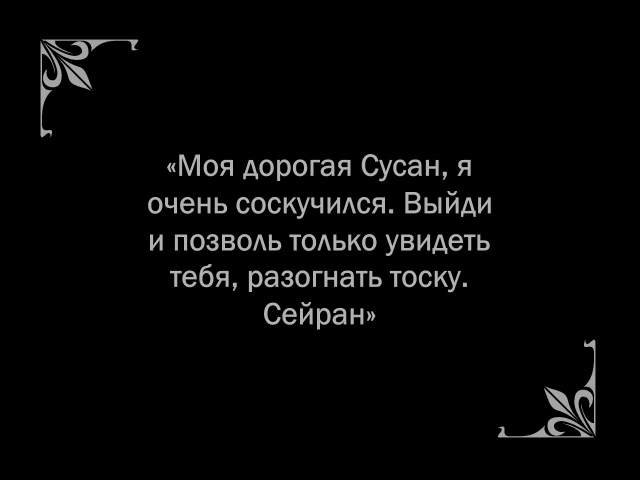 «Моя дорогая Сусан, я
очень соскучился. Выйди
и позволь только увидеть
тебя, разогнать тоску.
Сейран»